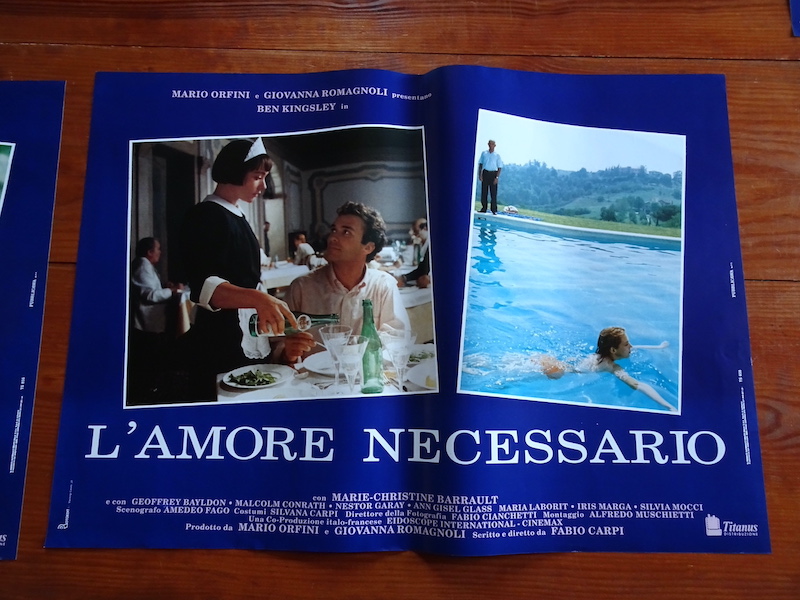 MARIO ORFINI e GIOVANNA ROMAGNOLI presentano
BEN KINGSLEY in
L'AMORE NECESSARIO
con MARIE-CHRISTINE BARRAULT
e con GEOFFREY BAYLDON • MALCOLM CONRATH • NESTOR GARAY • ANN GISEL GLASS MARIA LABORIT • IRIS MARGA • SILVIA MOCCI
Scenografo AMEDEO FAGO Costumi SILVANA CARPI Direttore della Fotografia FABIO CIANCHETTI Montaggio ALFREDO MUSCHIETTI
Una Co-Produzione italo-francese EIDOSCOPE INTERNATIONAL - CINEMAX
Prodotto da MARIO ORFINI e GIOVANNA ROMAGNOLI Scritto e diretto da FABIO CARPI
Titanus
DISTRIBUZIONE